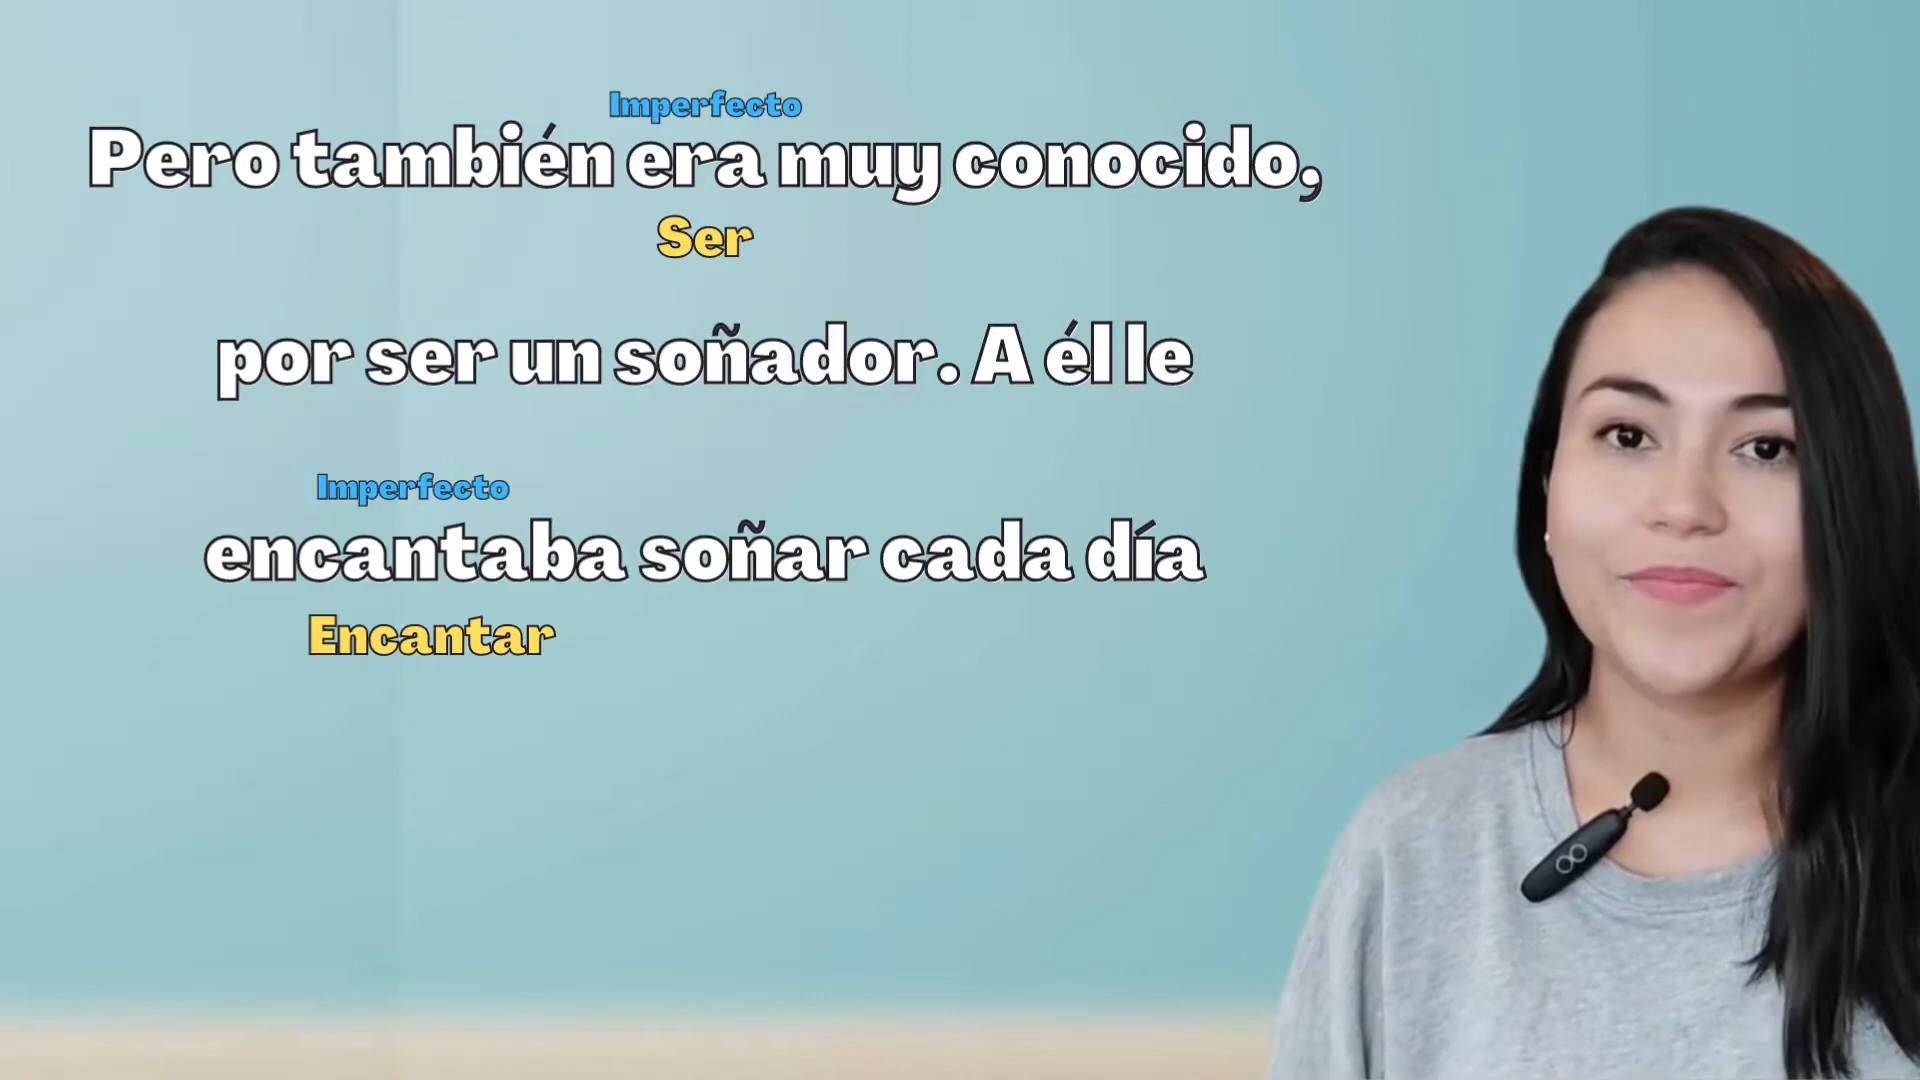 Imperfecto
Pero también era muy conocido,
Ser
por ser un soñador. A él le
Imperfecto
encantaba soñar cada día
Encantar